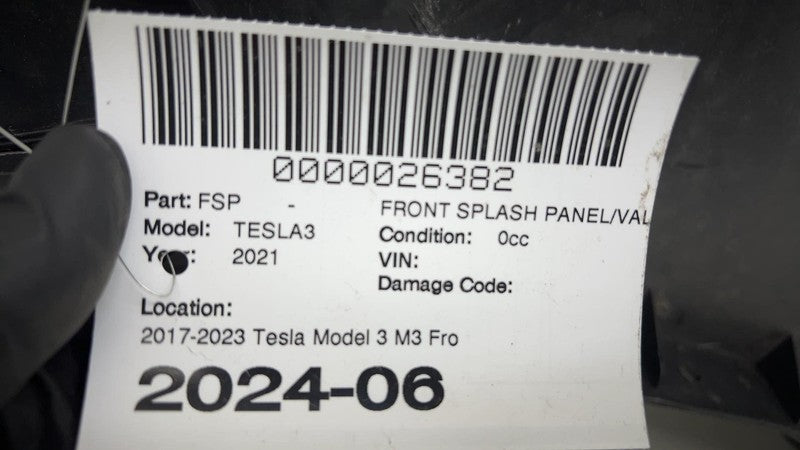 0000026382
Part: FSP - FRONT SPLASH PANEL/VAL
Model: TESLA3 Condition: 0cc
Year: 2021 VIN:
Damage Code:
Location:
2017-2023 Tesla Model 3 M3 Fro
2024-06